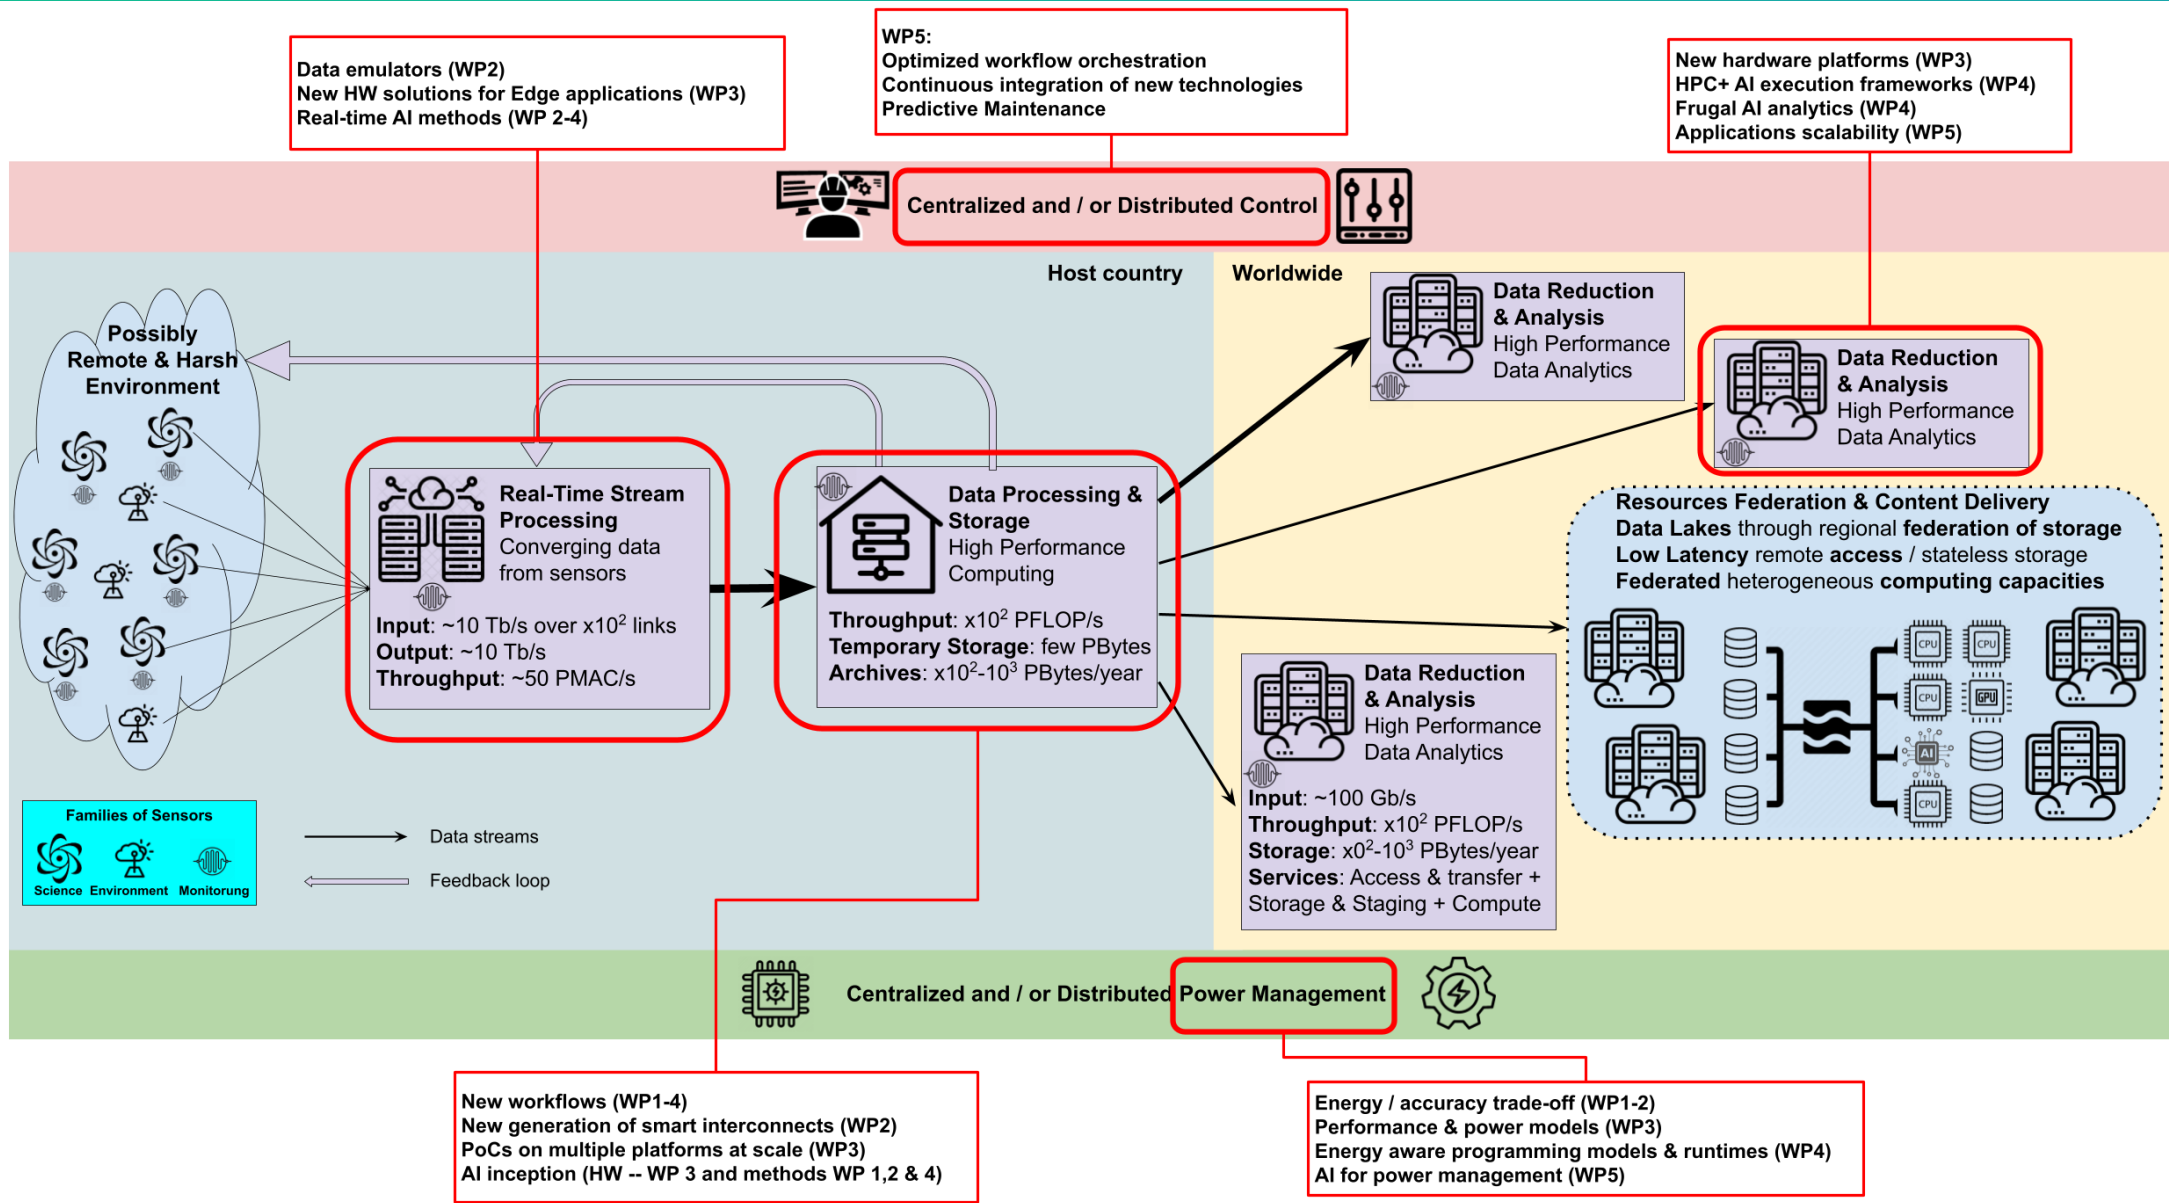 Data emulators (WP2)
New HW solutions for Edge applications (WP3)
Real-time AI methods (WP 2-4)
WP5:
Optimized workflow orchestration
Continuous integration of new technologies
Predictive Maintenance
New hardware platforms (WP3)
HPC+ AI execution frameworks (WP4)
Frugal AI analytics (WP4)
Applications scalability (WP5)
Centralized and / or Distributed Control
Host country
Worldwide
Possibly
Remote & Harsh
Environment
Real-Time Stream
Processing
Converging data
from sensors
Input: ~10 Tb/s over x10² links
Output: ~10 Tb/s
Throughput: ~50 PMAC/s
Data Processing &
Storage
High Performance
Computing
Throughput: x10² PFLOP/s
Temporary Storage: few PBytes
Archives: x10²-10³ PBytes/year
Data Reduction
& Analysis
High Performance
Data Analytics
Data Reduction
& Analysis
High Performance
Data Analytics
Resources Federation & Content Delivery
Data Lakes through regional federation of storage
Low Latency remote access / stateless storage
Federated heterogeneous computing capacities
CPU
CPU
CPU
GPU
AI
CPU
Data Reduction
& Analysis
High Performance
Data Analytics
Input: ~100 Gb/s
Throughput: x10² PFLOP/s
Storage: x0²-10³ PBytes/year
Services: Access & transfer +
Storage & Staging + Compute
Families of Sensors
Science Environment Monitorung
Data streams
Feedback loop
Centralized and / or Distributed Power Management
New workflows (WP1-4)
New generation of smart interconnects (WP2)
PoCs on multiple platforms at scale (WP3)
AI inception (HW -- WP 3 and methods WP 1,2 & 4)
Energy / accuracy trade-off (WP1-2)
Performance & power models (WP3)
Energy aware programming models & runtimes (WP4)
AI for power management (WP5)